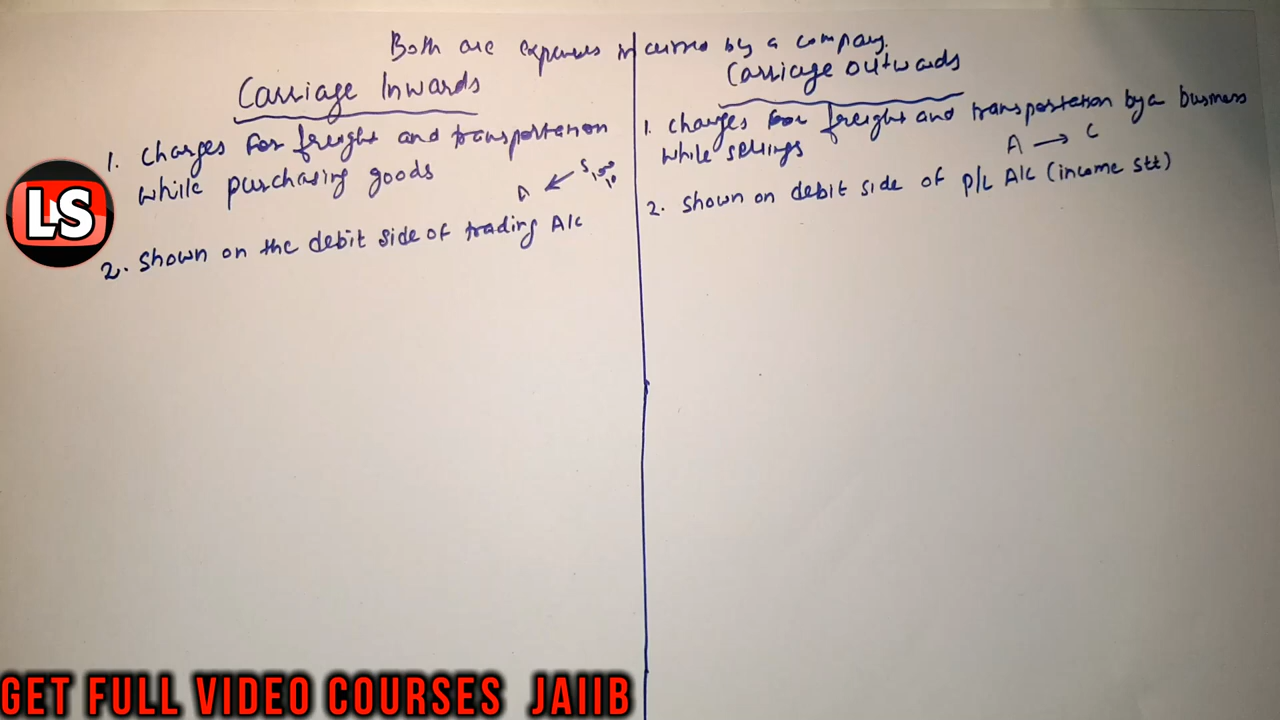 Both are expenses incurred by a company.
Carriage Inwards
1. Charges for freight and transportation
while purchasing goods
A ← S
2. Shown on the debit side of trading A/c
Carriage Outwards
1. Charges for freight and transportation by a business
while sellings
A → C
2. Shown on debit side of P/L A/c (income stt)
LS
GET FULL VIDEO COURSES JAIIB